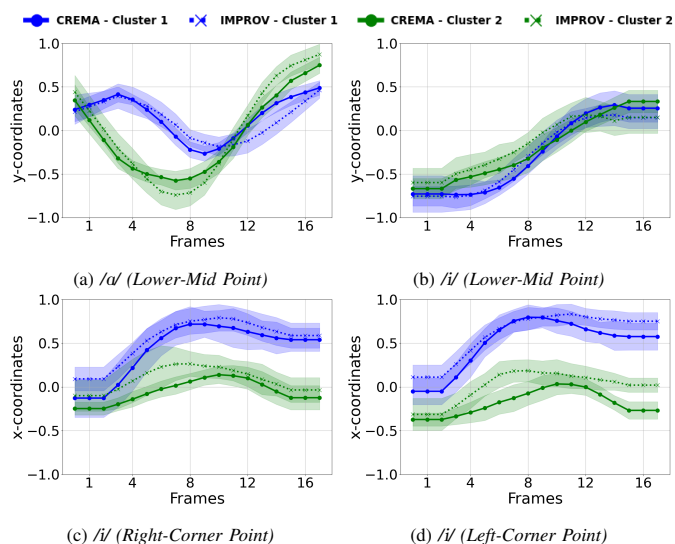 CREMA - Cluster 1 IMPROV - Cluster 1 CREMA - Cluster 2 IMPROV - Cluster 2
1.0 1.0
0.5 0.5
0.0 0.0
−0.5 −0.5
−1.0 −1.0
y-coordinates y-coordinates
1 4 8 12 16 1 4 8 12 16
Frames Frames
(a) /ɑ/ (Lower-Mid Point) (b) /i/ (Lower-Mid Point)
1.0 1.0
0.5 0.5
0.0 0.0
−0.5 −0.5
−1.0 −1.0
x-coordinates x-coordinates
1 4 8 12 16 1 4 8 12 16
Frames Frames
(c) /i/ (Right-Corner Point) (d) /i/ (Left-Corner Point)